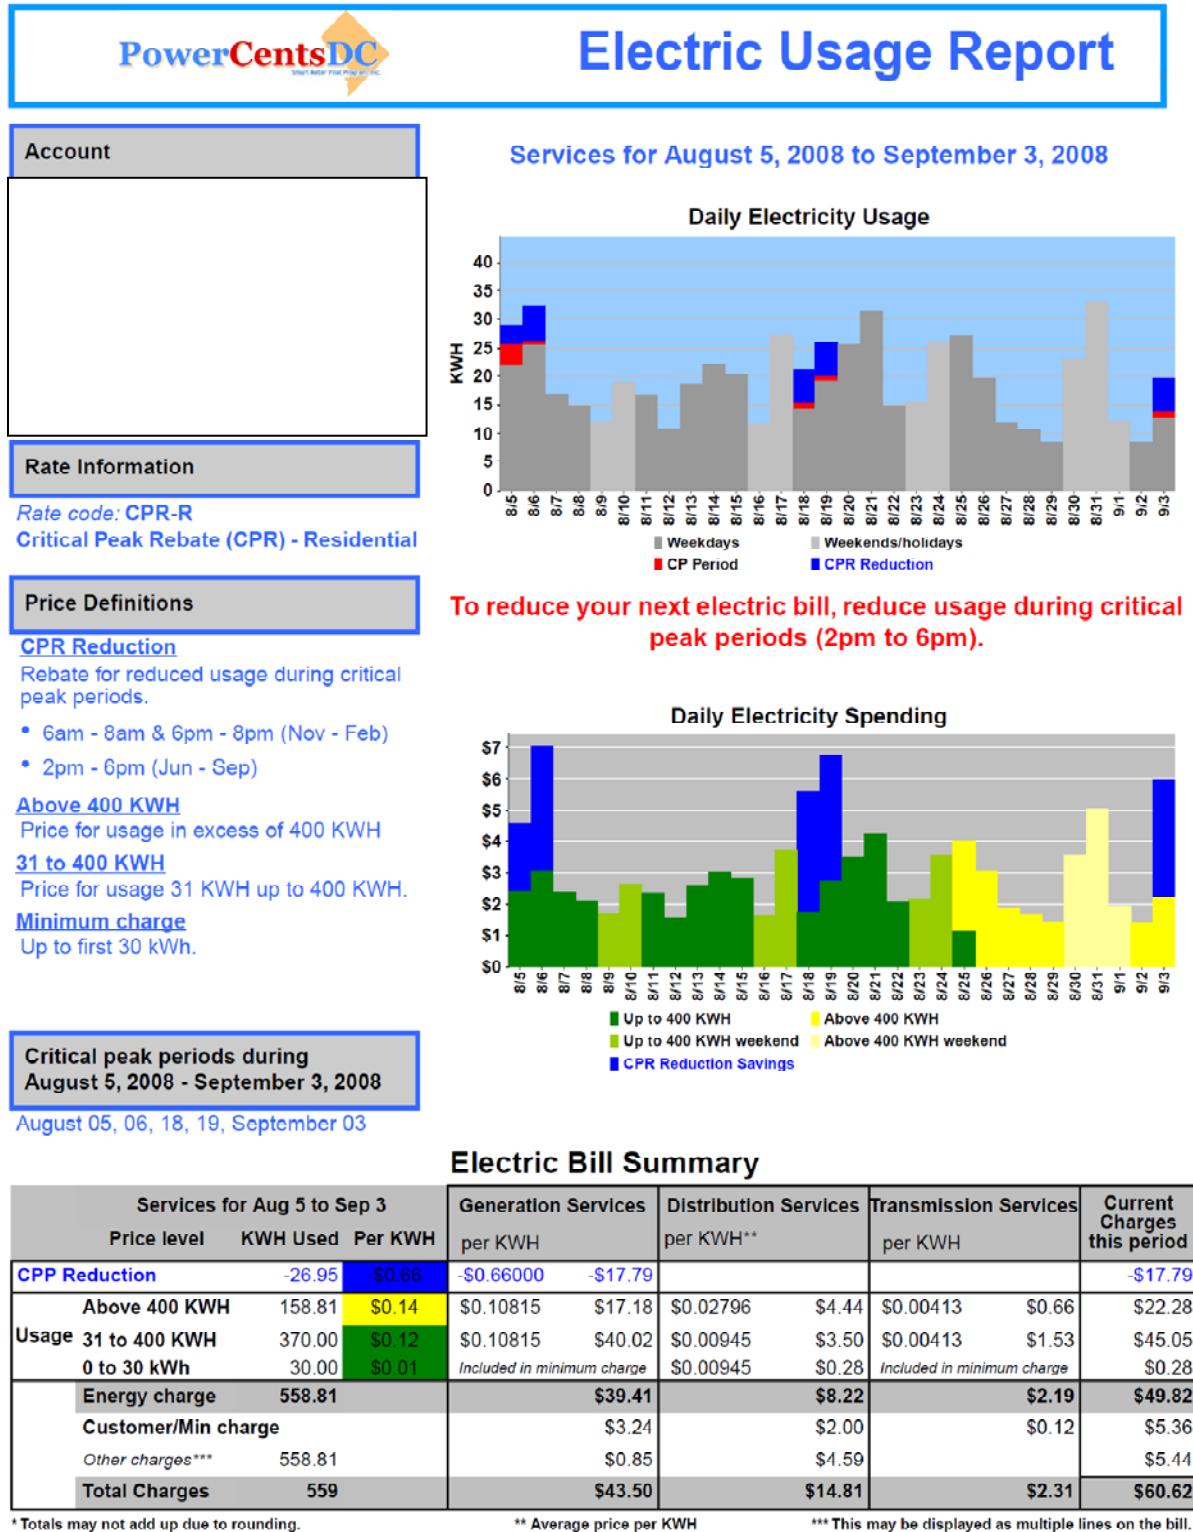 PowerCentsDC
Smart Meter Pilot Program, Inc.
Electric Usage Report
Account
Services for August 5, 2008 to September 3, 2008
Daily Electricity Usage
KWH
40
35
30
25
20
15
10
5
0
8/5 8/6 8/7 8/8 8/9 8/10 8/11 8/12 8/13 8/14 8/15 8/16 8/17 8/18 8/19 8/20 8/21 8/22 8/23 8/24 8/25 8/26 8/27 8/28 8/29 8/30 8/31 9/1 9/2 9/3
Weekdays Weekends/holidays
CP Period CPR Reduction
Rate Information
Rate code: CPR-R
Critical Peak Rebate (CPR) - Residential
Price Definitions
CPR Reduction
Rebate for reduced usage during critical
peak periods.
• 6am - 8am & 6pm - 8pm (Nov - Feb)
• 2pm - 6pm (Jun - Sep)
Above 400 KWH
Price for usage in excess of 400 KWH
31 to 400 KWH
Price for usage 31 KWH up to 400 KWH.
Minimum charge
Up to first 30 kWh.
To reduce your next electric bill, reduce usage during critical
peak periods (2pm to 6pm).
Daily Electricity Spending
$7
$6
$5
$4
$3
$2
$1
$0
8/5 8/6 8/7 8/8 8/9 8/10 8/11 8/12 8/13 8/14 8/15 8/16 8/17 8/18 8/19 8/20 8/21 8/22 8/23 8/24 8/25 8/26 8/27 8/28 8/29 8/30 8/31 9/1 9/2 9/3
Up to 400 KWH Above 400 KWH
Up to 400 KWH weekend Above 400 KWH weekend
CPR Reduction Savings
Critical peak periods during
August 5, 2008 - September 3, 2008
August 05, 06, 18, 19, September 03
Electric Bill Summary
Services for Aug 5 to Sep 3 Generation Services Distribution Services Transmission Services Current Charges this period
Price level KWH Used Per KWH per KWH per KWH** per KWH
CPP Reduction -26.95 -$0.66 -$0.66000 -$17.79 -$17.79
Above 400 KWH 158.81 $0.14 $0.10815 $17.18 $0.02796 $4.44 $0.00413 $0.66 $22.28
Usage 31 to 400 KWH 370.00 $0.12 $0.10815 $40.02 $0.00945 $3.50 $0.00413 $1.53 $45.05
0 to 30 kWh 30.00 $0.01 Included in minimum charge $0.00945 $0.28 Included in minimum charge $0.28
Energy charge 558.81 $39.41 $8.22 $2.19 $49.82
Customer/Min charge $3.24 $2.00 $0.12 $5.36
Other charges*** 558.81 $0.85 $4.59 $5.44
Total Charges 559 $43.50 $14.81 $2.31 $60.62
* Totals may not add up due to rounding. ** Average price per KWH *** This may be displayed as multiple lines on the bill.